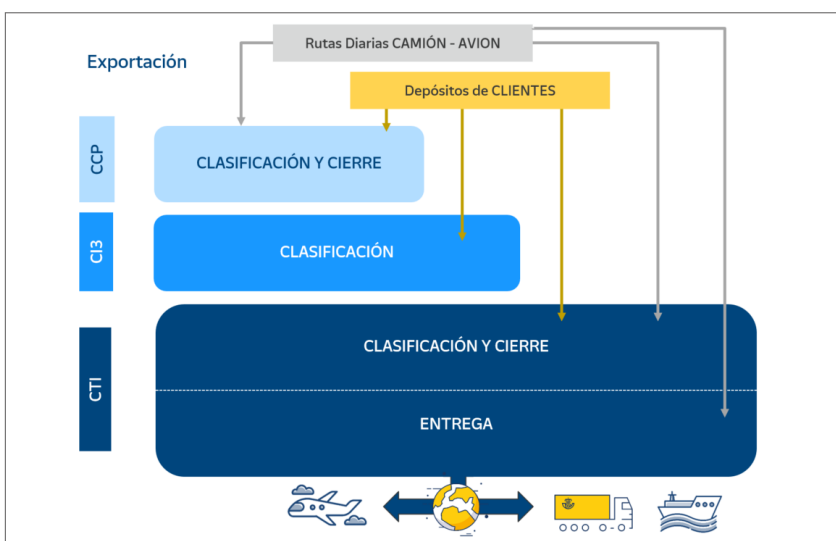 Rutas Diarias CAMIÓN - AVION
Exportación
Depósitos de CLIENTES
CCP
CLASIFICACIÓN Y CIERRE
CI3
CLASIFICACIÓN
CTI
CLASIFICACIÓN Y CIERRE
ENTREGA